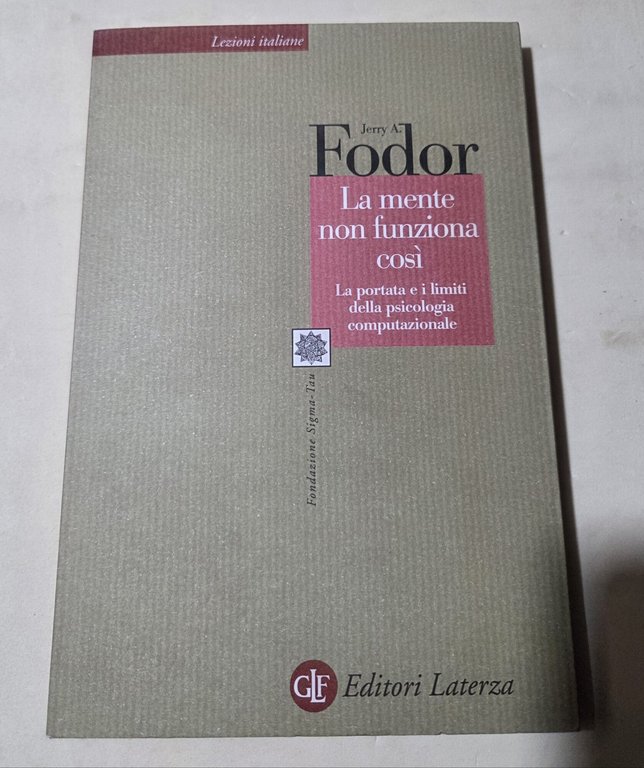 Lezioni italiane
Jerry A.
Fodor
La mente
non funziona
così
La portata e i limiti
della psicologia
computazionale
Fondazione Sigma-Tau
GLF Editori Laterza